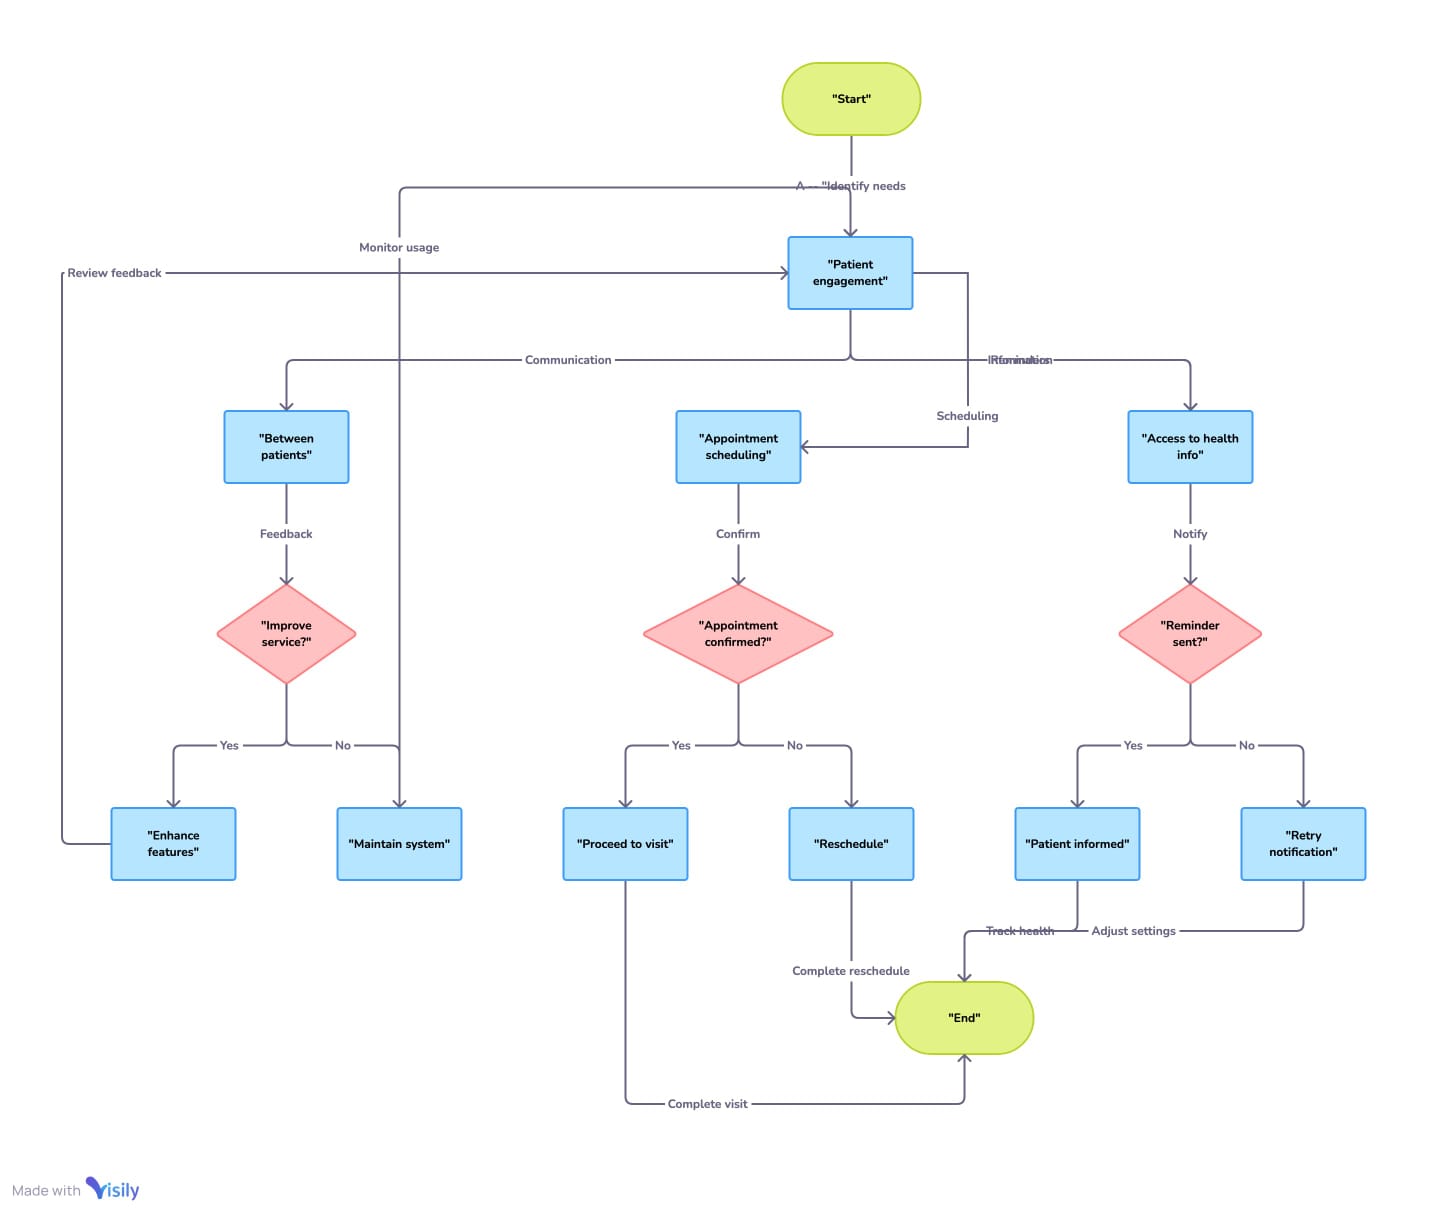 "Start"
A -- "Identify needs
Monitor usage
Review feedback
"Patient
engagement"
Communication
Scheduling
"Between
patients"
"Appointment
scheduling"
"Access to health
info"
Feedback
Confirm
Notify
"Improve
service?"
"Appointment
confirmed?"
"Reminder
sent?"
Yes
No
Yes
No
Yes
No
"Enhance
features"
"Maintain system"
"Proceed to visit"
"Reschedule"
"Patient informed"
"Retry
notification"
Track health
Adjust settings
Complete reschedule
"End"
Complete visit
Made with Visily